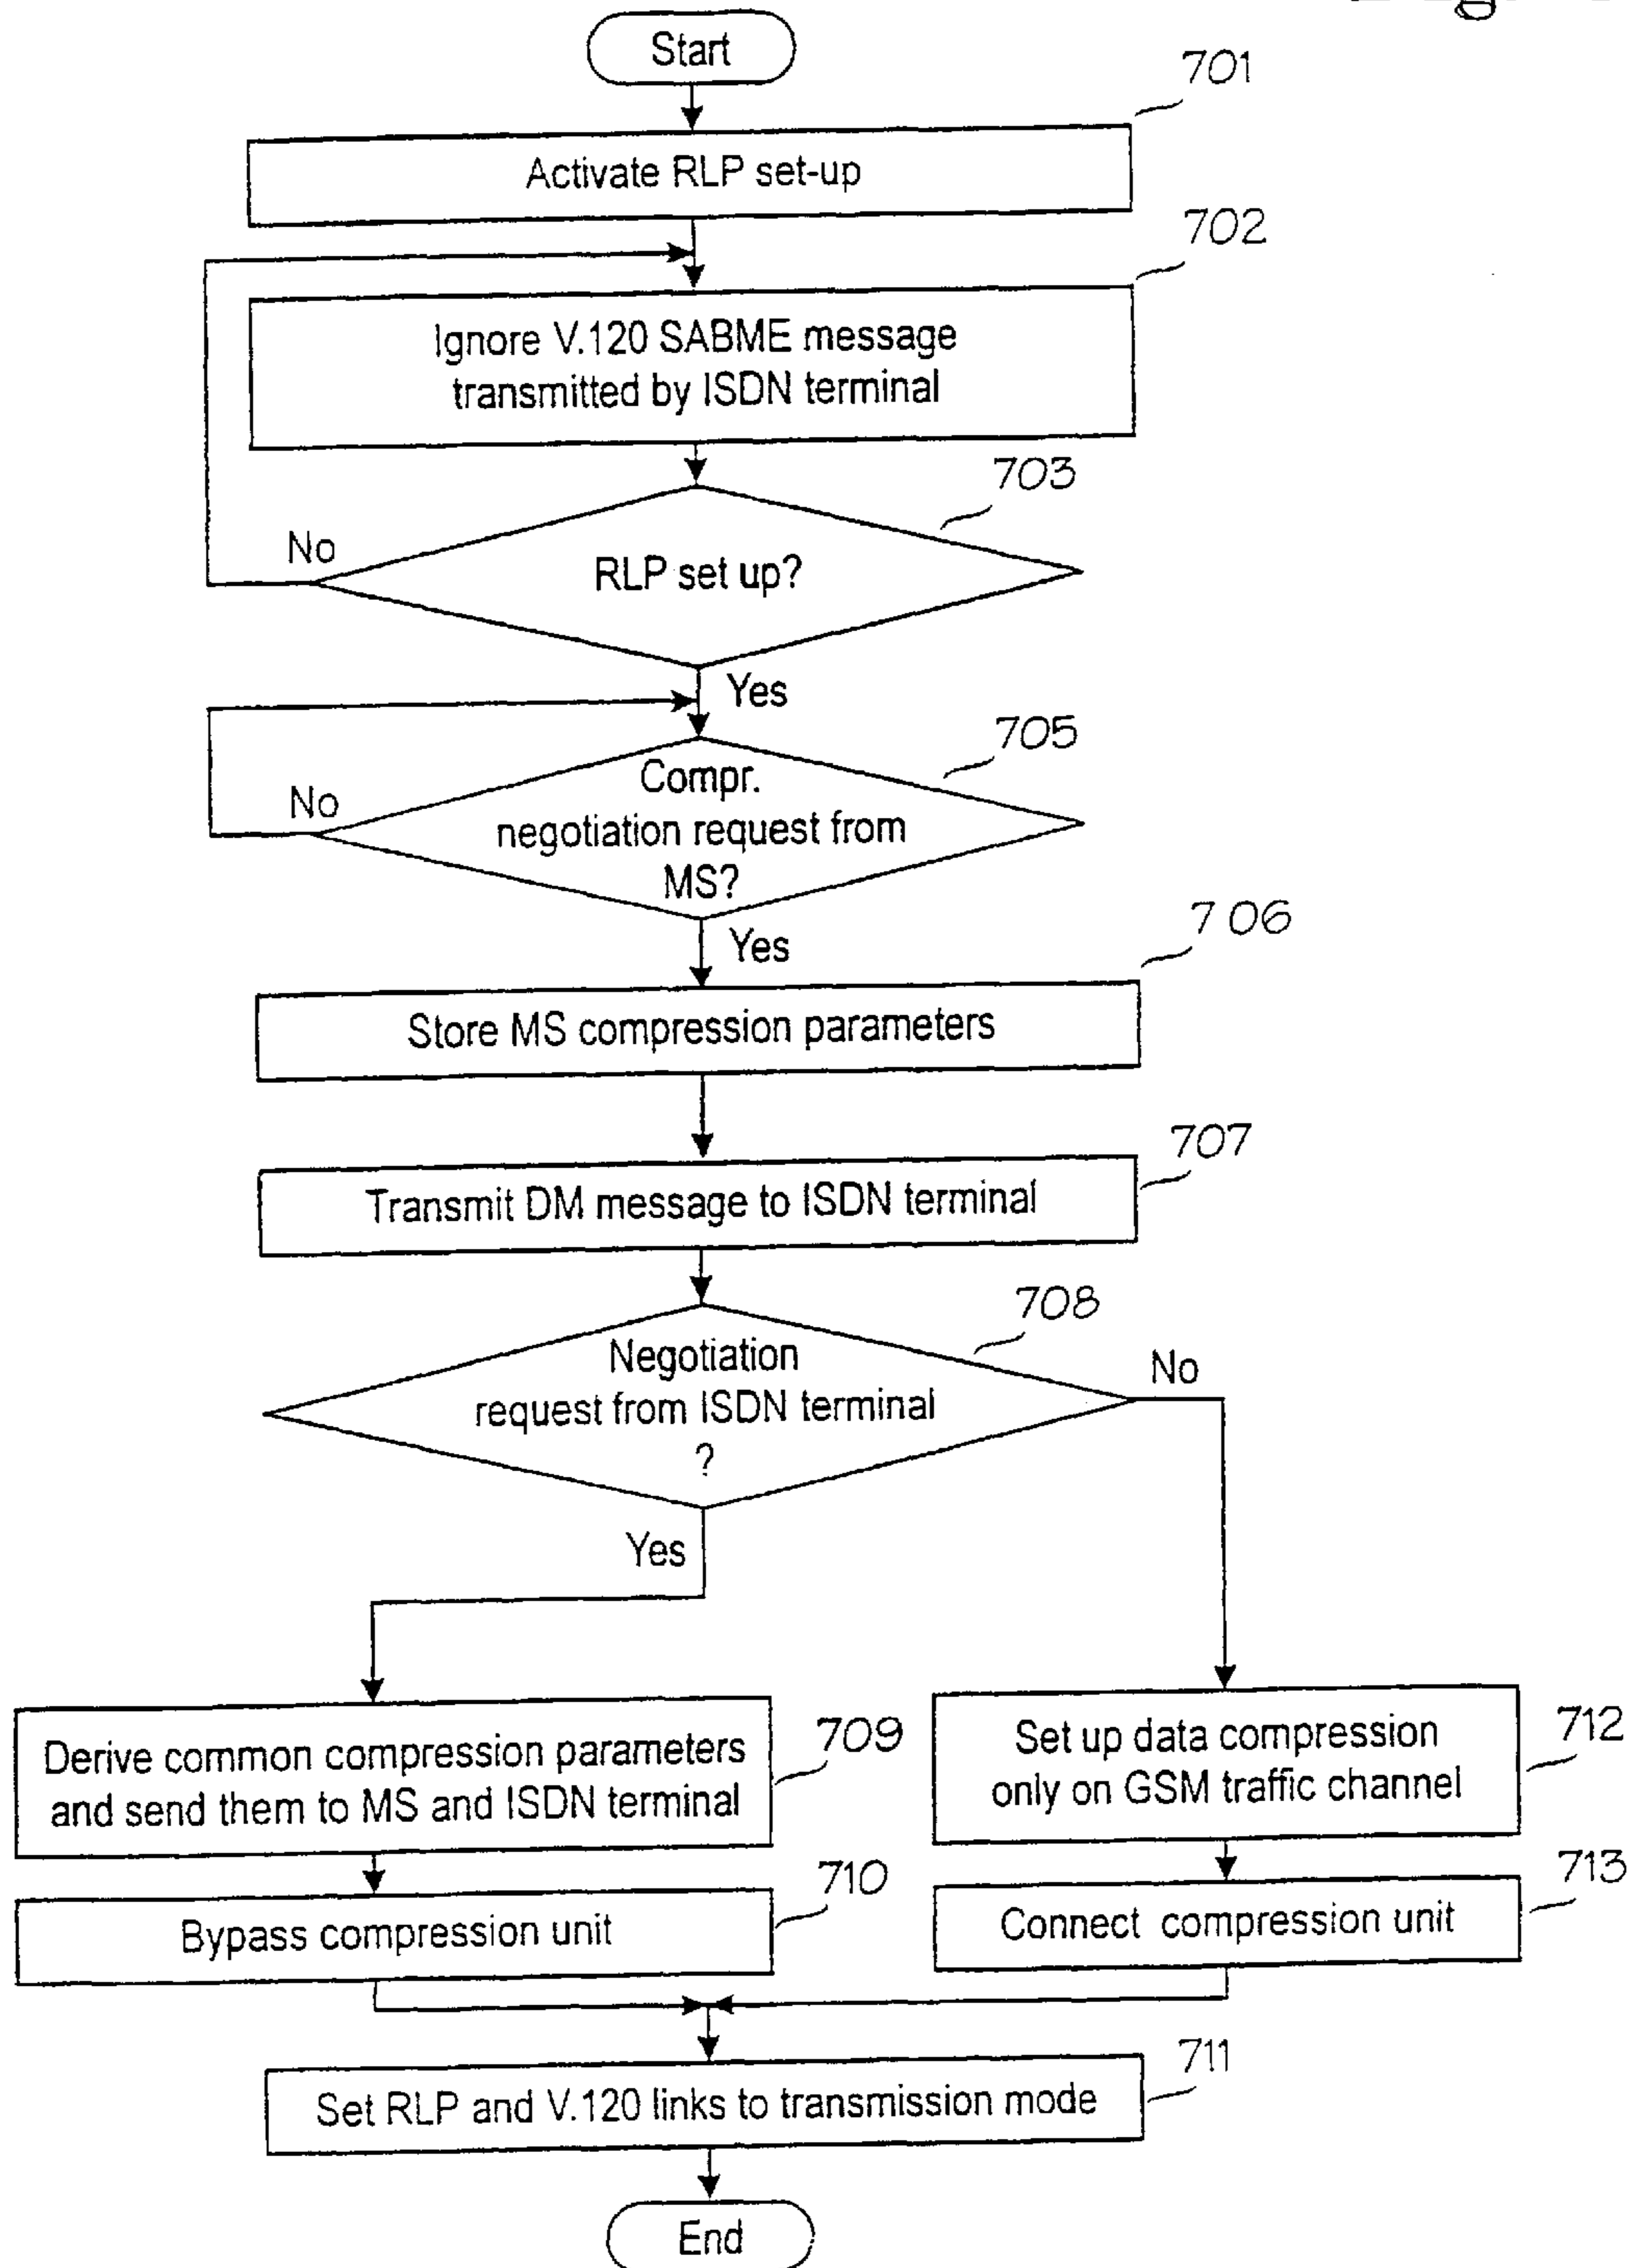 Start
701
Activate RLP set-up
702
Ignore V.120 SABME message
transmitted by ISDN terminal
703
No
RLP set up?
Yes
705
Compr.
No
negotiation request from
MS?
Yes
7 06
Store MS compression parameters
707
Transmit DM message to ISDN terminal
708
Negotiation
No
request from ISDN terminal
?
Yes
709
Derive common compression parameters
and send them to MS and ISDN terminal
712
Set up data compression
only on GSM traffic channel
710
Bypass compression unit
713
Connect compression unit
711
Set RLP and V.120 links to transmission mode
End